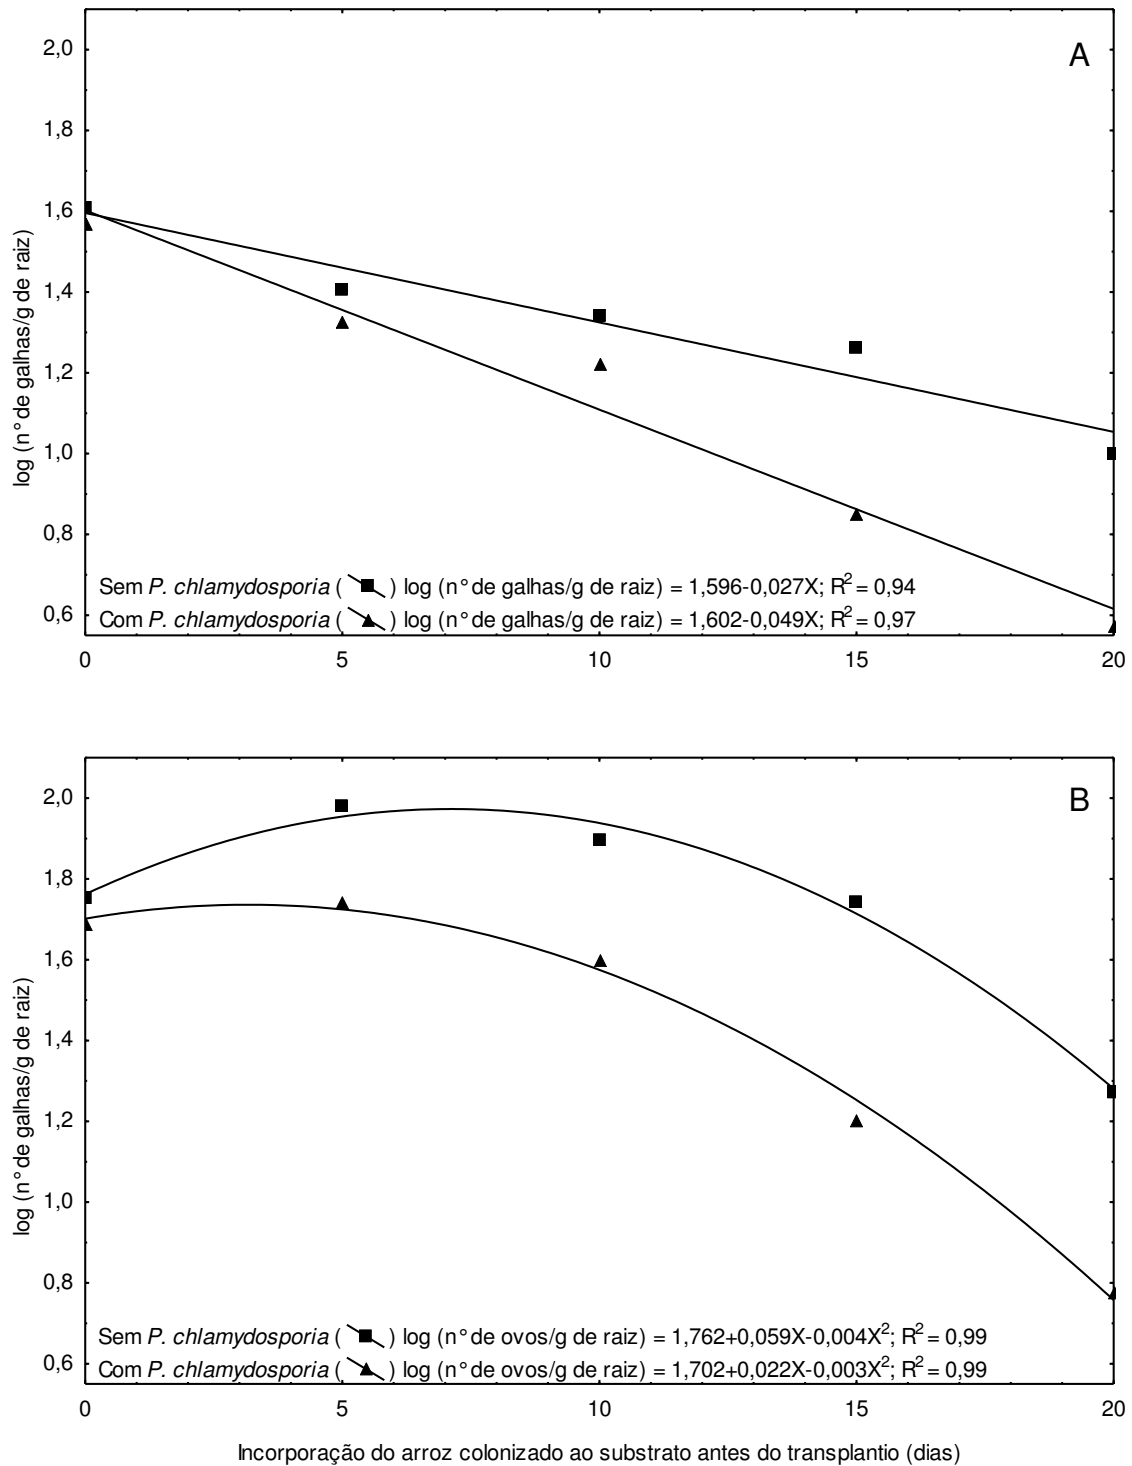 A
2,0
1,8
1,6
1,4
1,2
1,0
0,8
0,6
log (n° de galhas/g de raiz)
Sem P. chlamydosporia ( ) log (n° de galhas/g de raiz) = 1,596-0,027X; R² = 0,94
Com P. chlamydosporia ( ) log (n° de galhas/g de raiz) = 1,602-0,049X; R² = 0,97
0 5 10 15 20
B
2,0
1,8
1,6
1,4
1,2
1,0
0,8
0,6
log (n° de galhas/g de raiz)
Sem P. chlamydosporia ( ) log (n° de ovos/g de raiz) = 1,762+0,059X-0,004X²; R² = 0,99
Com P. chlamydosporia ( ) log (n° de ovos/g de raiz) = 1,702+0,022X-0,003X²; R² = 0,99
0 5 10 15 20
Incorporação do arroz colonizado ao substrato antes do transplantio (dias)